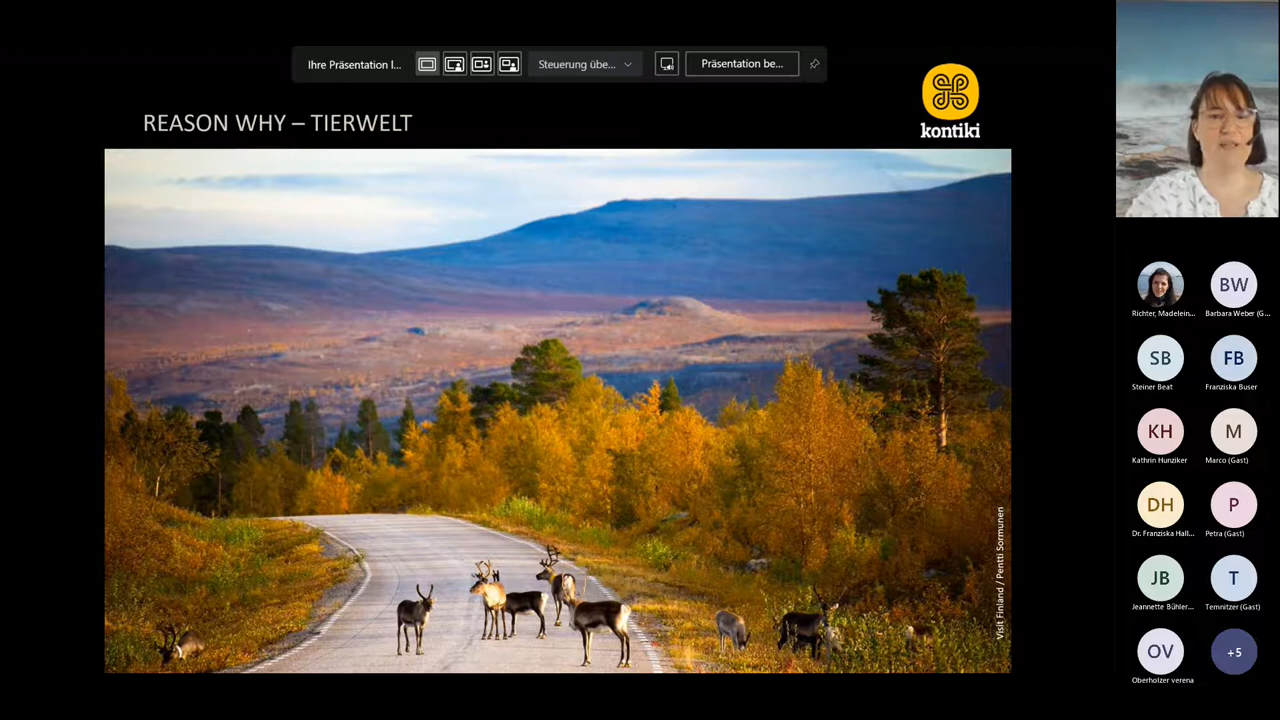 Ihre Präsentation I...
Steuerung übe...
Präsentation be...
REASON WHY – TIERWELT
kontiki
Visit Finland / Pentti Sormunen
Richter, Madelein...
BW
Barbara Weber (G...
SB
Steiner Beat
FB
Franziska Buser
KH
Kathrin Hunziker
M
Marco (Gast)
DH
Dr. Franziska Hall...
P
Petra (Gast)
JB
Jeannette Bühler...
T
Temnitzer (Gast)
OV
Oberholzer verena
+5